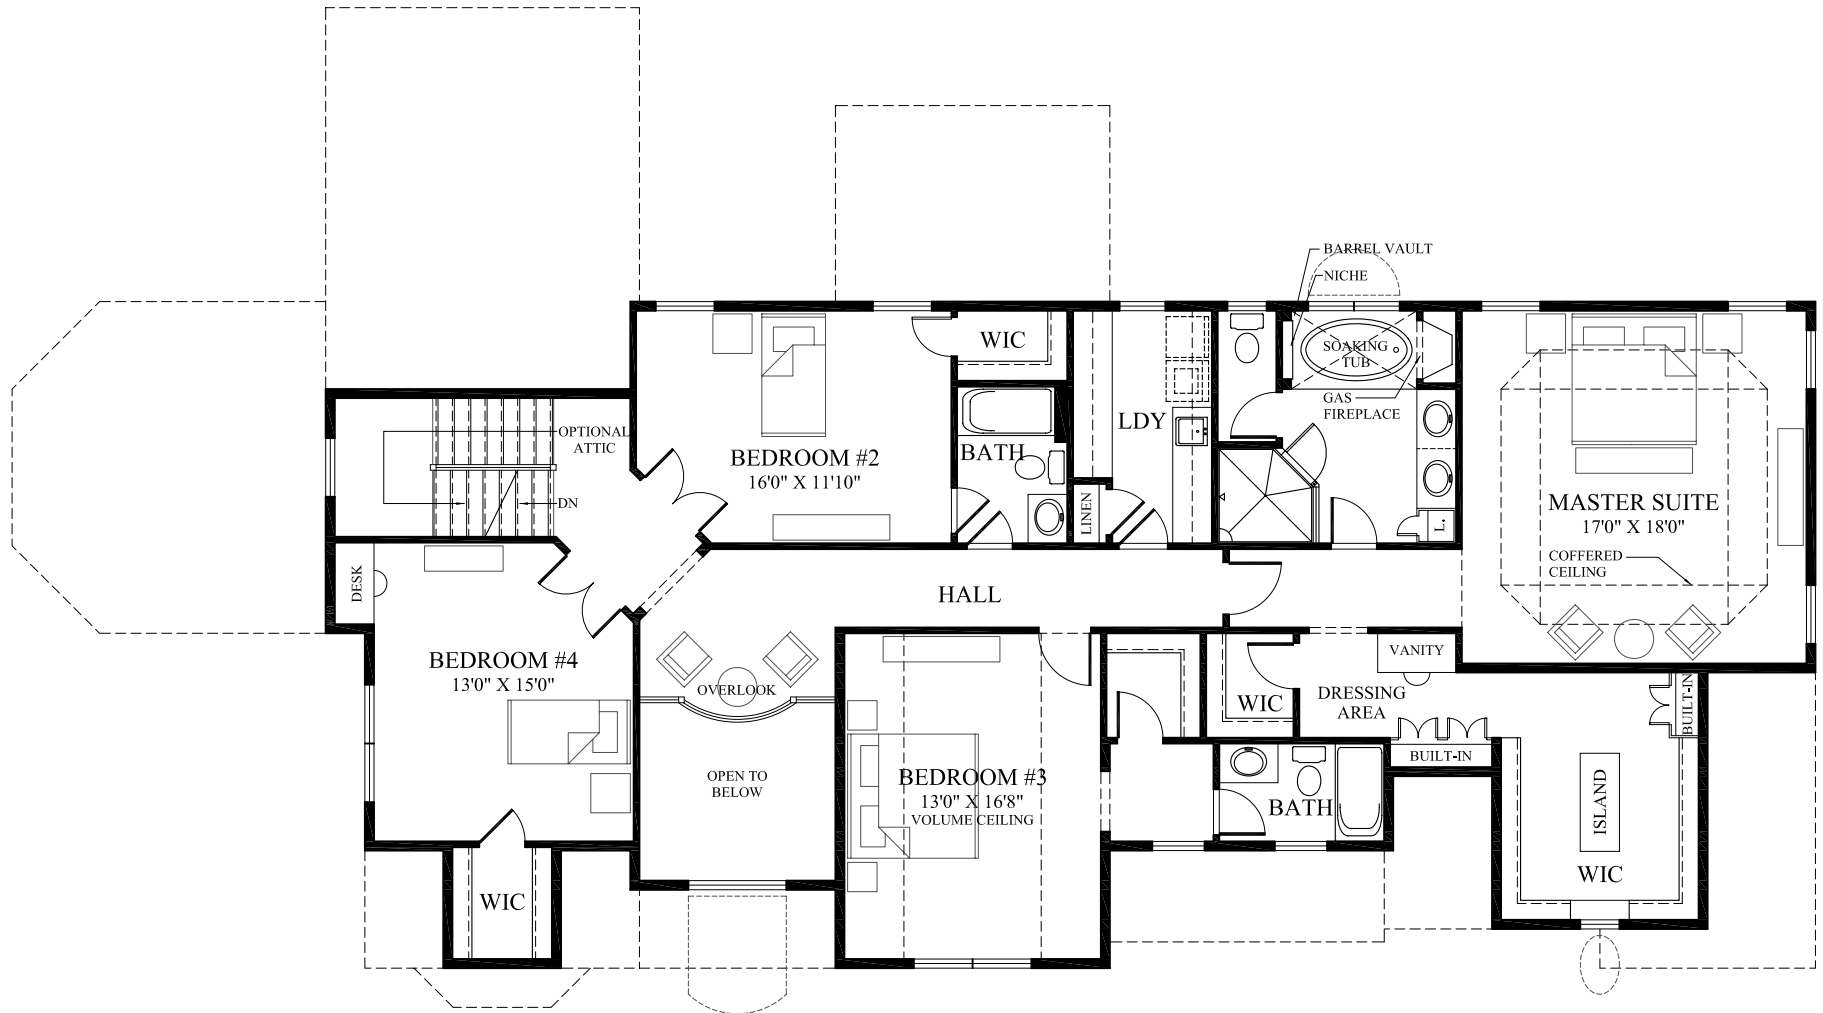 BARREL VAULT
NICHE
WIC
SOAKING
TUB
GAS
FIREPLACE
OPTIONAL
ATTIC
LDY
BATH
BEDROOM #2
16'0" X 11'10"
DN
LINEN
L.
MASTER SUITE
17'0" X 18'0"
COFFERED
CEILING
DESK
HALL
BEDROOM #4
13'0" X 15'0"
OVERLOOK
VANITY
WIC
DRESSING
AREA
BUILT-IN
BUILT-IN
OPEN TO
BELOW
BEDROOM #3
13'0" X 16'8"
VOLUME CEILING
BATH
ISLAND
WIC
WIC